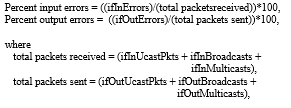 Percent input errors = ((ifInErrors)/(total packetsreceived))*100,
Percent output errors = ((ifOutErrors)/(total packets sent))*100,
where
total packets received = (ifInUcastPkts + ifInBroadcasts +
ifInMulticasts),
total packets sent = (ifOutUcastPkts + ifOutBroadcasts +
ifOutMulticasts),